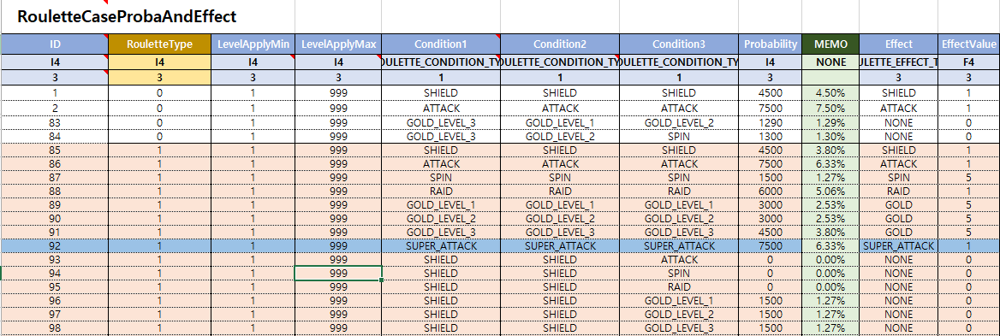 RouletteCaseProbaAndEffect
ID RouletteType LevelApplyMin LevelApplyMax Condition1 Condition2 Condition3 Probability MEMO Effect EffectValue
I4 I4 I4 I4 OULETTE_CONDITION_TY OULETTE_CONDITION_TY OULETTE_CONDITION_TY I4 NONE ULETTE_EFFECT_T F4
3 3 3 3 1 1 1 3 3 3
1 0 1 999 SHIELD SHIELD SHIELD 4500 4.50% SHIELD 1
2 0 1 999 ATTACK ATTACK ATTACK 7500 7.50% ATTACK 1
83 0 1 999 GOLD_LEVEL_3 GOLD_LEVEL_1 GOLD_LEVEL_2 1290 1.29% NONE 0
84 0 1 999 GOLD_LEVEL_3 GOLD_LEVEL_2 SPIN 1300 1.30% NONE 0
85 1 1 999 SHIELD SHIELD SHIELD 4500 3.80% SHIELD 1
86 1 1 999 ATTACK ATTACK ATTACK 7500 6.33% ATTACK 1
87 1 1 999 SPIN SPIN SPIN 1500 1.27% SPIN 5
88 1 1 999 RAID RAID RAID 6000 5.06% RAID 1
89 1 1 999 GOLD_LEVEL_1 GOLD_LEVEL_1 GOLD_LEVEL_1 3000 2.53% GOLD 5
90 1 1 999 GOLD_LEVEL_2 GOLD_LEVEL_2 GOLD_LEVEL_2 3000 2.53% GOLD 5
91 1 1 999 GOLD_LEVEL_3 GOLD_LEVEL_3 GOLD_LEVEL_3 4500 3.80% GOLD 5
92 1 1 999 SUPER_ATTACK SUPER_ATTACK SUPER_ATTACK 7500 6.33% SUPER_ATTACK 1
93 1 1 999 SHIELD SHIELD ATTACK 0 0.00% NONE 0
94 1 1 999 SHIELD SHIELD SPIN 0 0.00% NONE 0
95 1 1 999 SHIELD SHIELD RAID 0 0.00% NONE 0
96 1 1 999 SHIELD SHIELD GOLD_LEVEL_1 1500 1.27% NONE 0
97 1 1 999 SHIELD SHIELD GOLD_LEVEL_2 1500 1.27% NONE 0
98 1 1 999 SHIELD SHIELD GOLD_LEVEL_3 1500 1.27% NONE 0